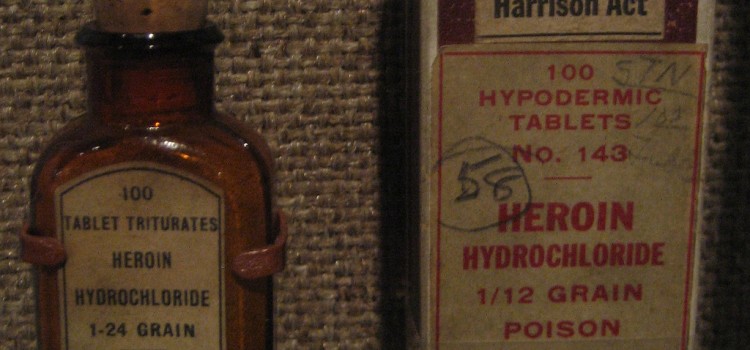 100
TABLET TRITURATES
HEROIN
HYDROCHLORIDE
1-24 GRAIN
Harrison Act
100
HYPODERMIC
TABLETS
No. 143
56
HEROIN
HYDROCHLORIDE
1/12 GRAIN
POISON